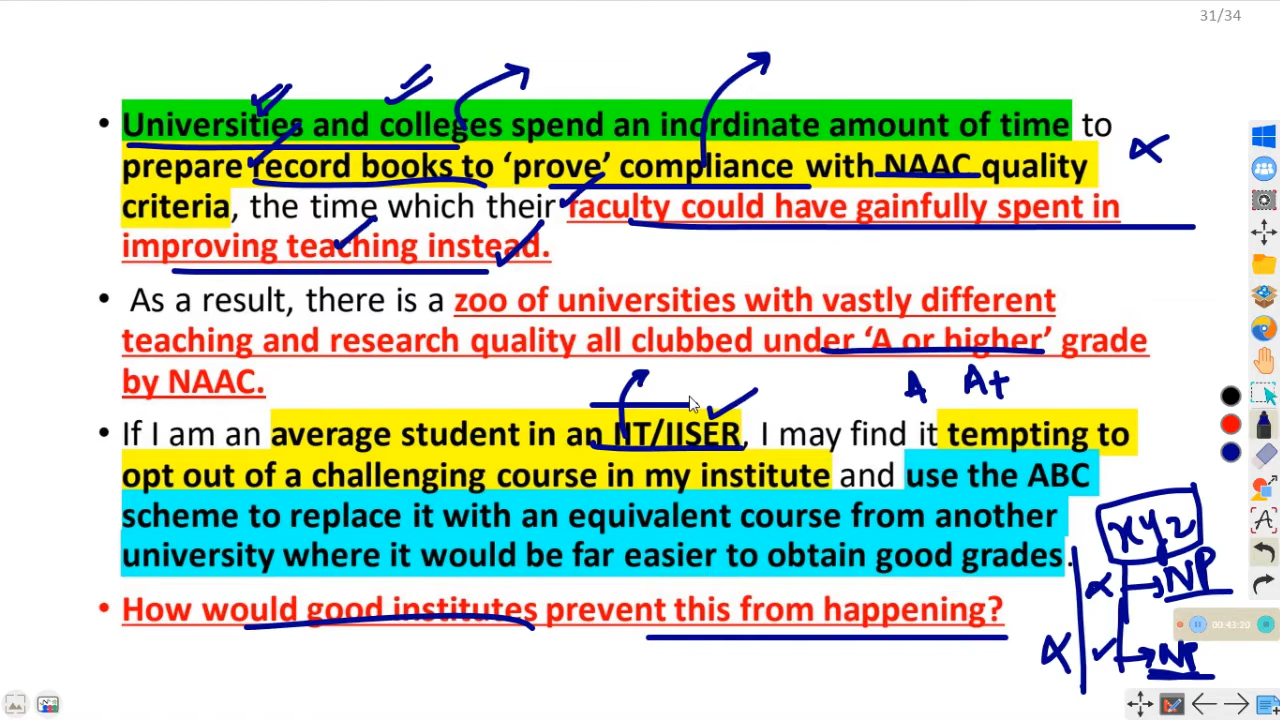 31/34
• Universities and colleges spend an inordinate amount of time to
prepare record books to ‘prove’ compliance with NAAC quality
criteria, the time which their faculty could have gainfully spent in
improving teaching instead.
• As a result, there is a zoo of universities with vastly different
teaching and research quality all clubbed under ‘A or higher’ grade
by NAAC.
A A+
• If I am an average student in an IIT/IISER, I may find it tempting to
opt out of a challenging course in my institute and use the ABC
scheme to replace it with an equivalent course from another
university where it would be far easier to obtain good grades.
xyz
NP
• How would good institutes prevent this from happening?
NP
00:43:20